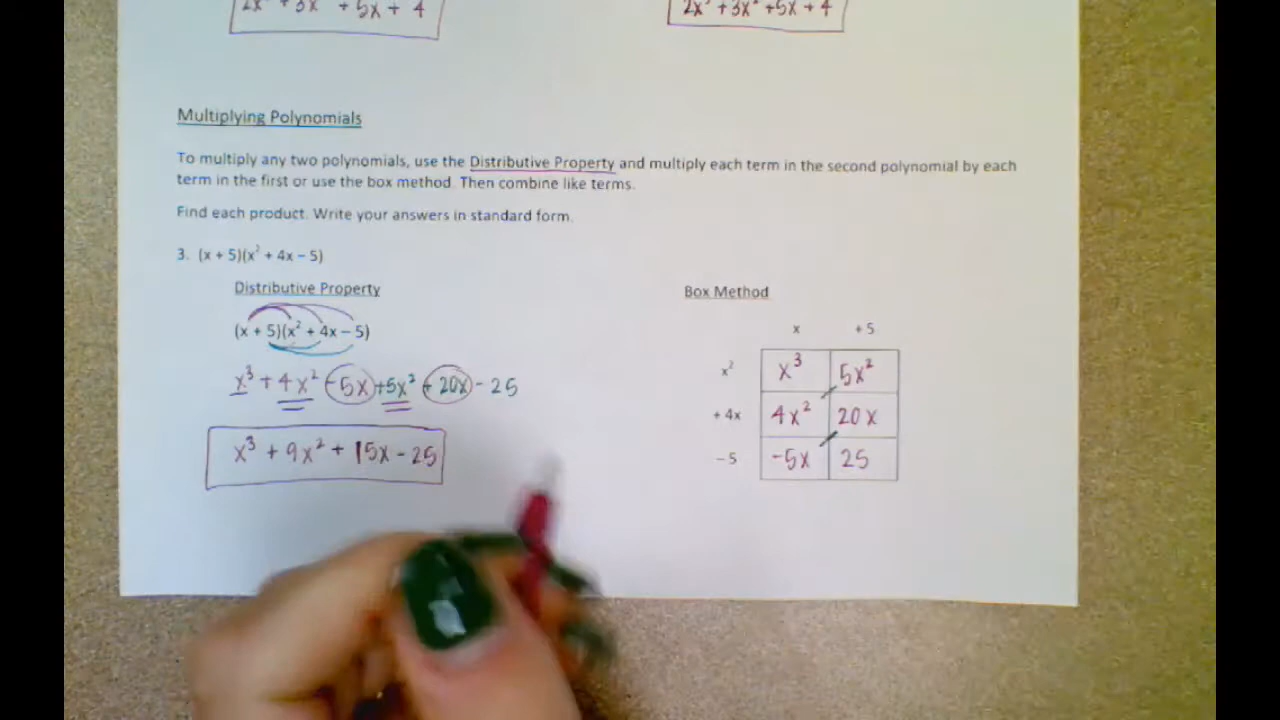 2x³ + 3x² + 5x + 4
2x³ + 3x² + 5x + 4
Multiplying Polynomials
To multiply any two polynomials, use the Distributive Property and multiply each term in the second polynomial by each
term in the first or use the box method. Then combine like terms.
Find each product. Write your answers in standard form.
3. (x + 5)(x² + 4x – 5)
Distributive Property
(x + 5)(x² + 4x – 5)
x³ + 4x² - 5x + 5x² + 20x - 25
x³ + 9x² + 15x - 25
Box Method
x + 5
x² x³ 5x²
+ 4x 4x² 20x
– 5 -5x 25